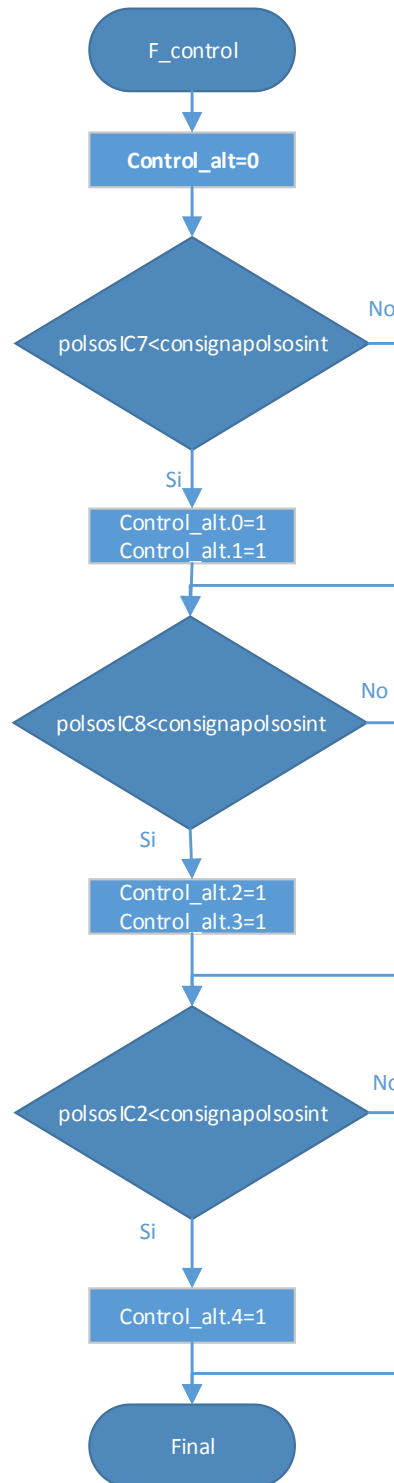 F_control
Control_alt=0
polsosIC7<consignapolsosint
No
Si
Control_alt.0=1
Control_alt.1=1
polsosIC8<consignapolsosint
No
Si
Control_alt.2=1
Control_alt.3=1
polsosIC2<consignapolsosint
No
Si
Control_alt.4=1
Final